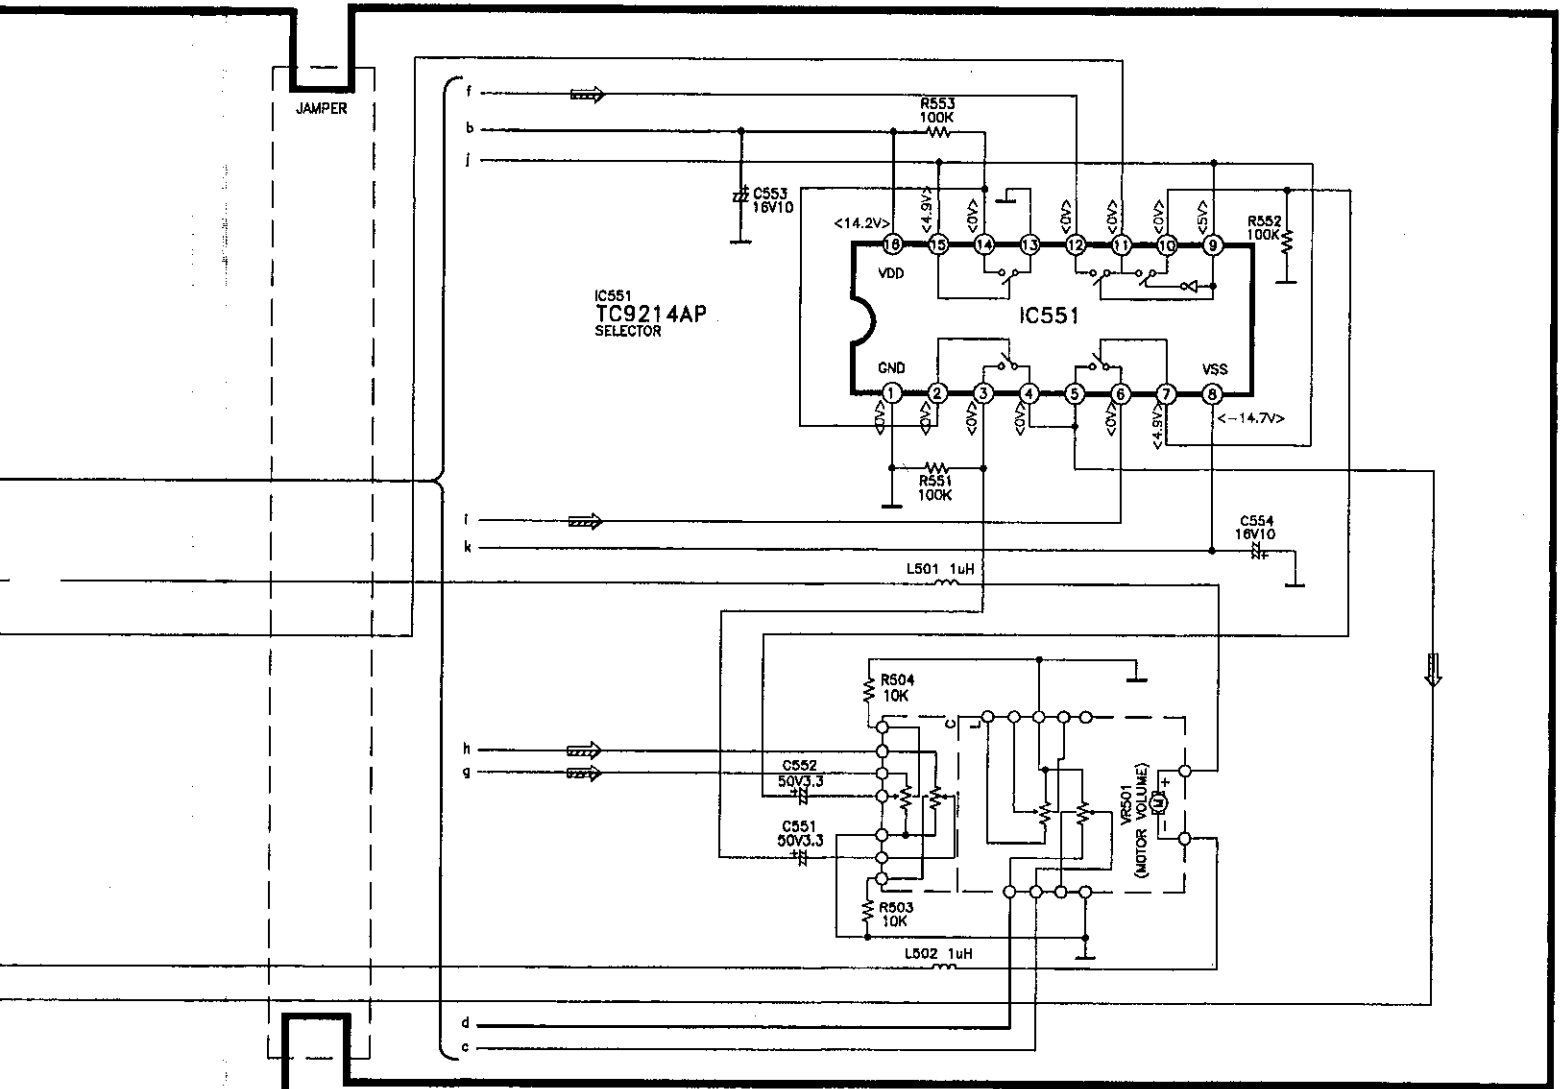 JAMPER
f
b
j
R553
100K
C553
16V10
<14.2V>
<4.9V>
<0V>
<0V>
<0V>
<0V>
<5V>
R552
100K
16
15
14
13
12
11
10
9
VDD
IC551
TC9214AP
SELECTOR
IC551
GND
VSS
1
2
3
4
5
6
7
8
<0V>
<0V>
<0V>
<0V>
<0V>
<4.9V>
<-14.7V>
R551
100K
i
k
C554
16V10
+
L501 1uH
R504
10K
C
L
h
g
C552
50V3.3
+
C551
50V3.3
+
VR501
(MOTOR VOLUME)
+
M
-
R503
10K
L502 1uH
d
c